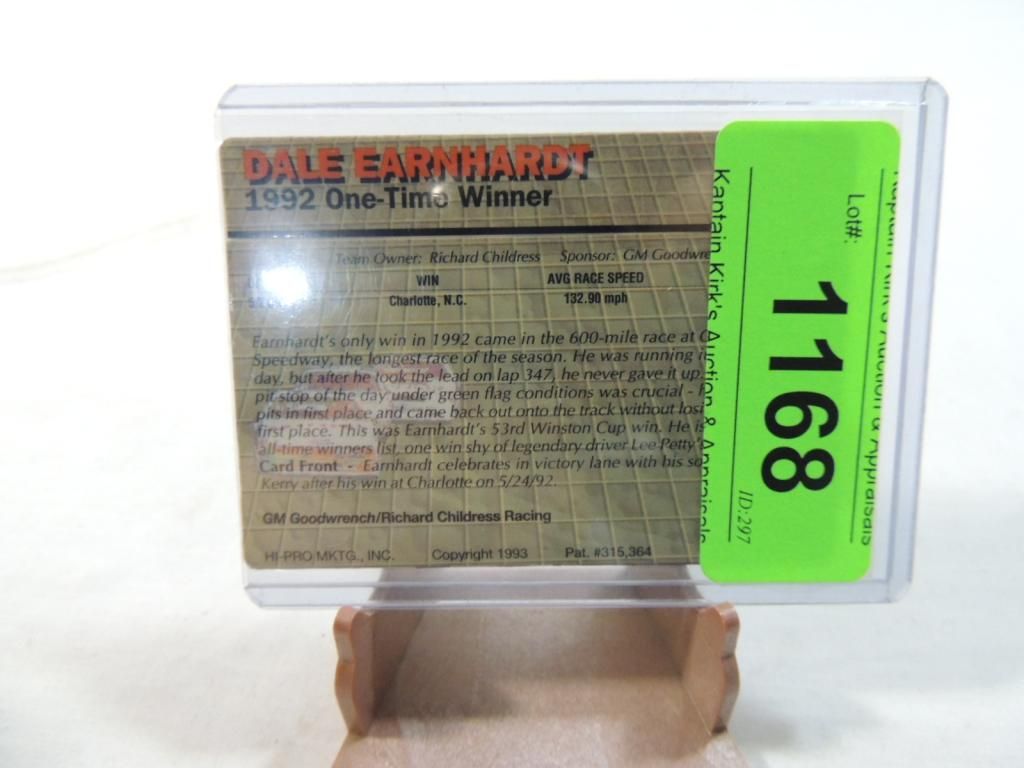 DALE EARNHARDT
1992 One-Time Winner
Team Owner: Richard Childress Sponsor: GM Goodwre
WIN AVG RACE SPEED
Charlotte, N.C. 132.90 mph
Earnhardt's only win in 1992 came in the 600-mile race at C
Speedway, the longest race of the season. He was running
day, but after he took the lead on lap 347, he never gave it up.
pit stop of the day under green flag conditions was crucial -
pits in first place and came back out onto the track without losi
first place. This was Earnhardt's 53rd Winston Cup win. He is
all-time winners list, one win shy of legendary driver Lee Petty'
Card Front - Earnhardt celebrates in victory lane with his so
Kerry after his win at Charlotte on 5/24/92.
GM Goodwrench/Richard Childress Racing
HI-PRO MKTG., INC. Copyright 1993 Pat. #315,364
Kaptain Kirk's Auction & Appraisals
Lot#:
1168
ID:297
Kaptain Kirk's Auction & Appraisals